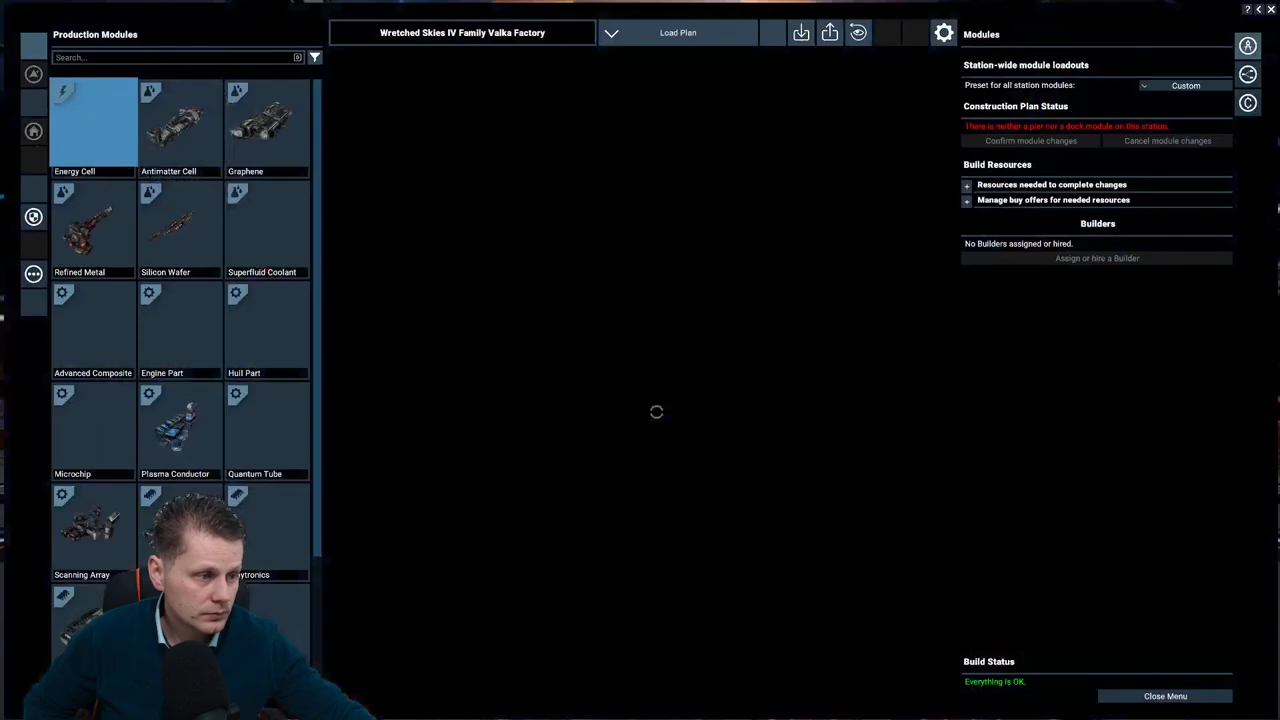 Production Modules
Search...
Energy Cell
Antimatter Cell
Graphene
Refined Metal
Silicon Wafer
Superfluid Coolant
Advanced Composite
Engine Part
Hull Part
Microchip
Plasma Conductor
Quantum Tube
Scanning Array
Wretched Skies IV Family Valka Factory
Load Plan
Modules
Station-wide module loadouts
Preset for all station modules:
Custom
Construction Plan Status
There is neither a pier nor a dock module on this station.
Confirm module changes
Cancel module changes
Build Resources
+ Resources needed to complete changes
+ Manage buy offers for needed resources
Builders
No Builders assigned or hired.
Assign or hire a Builder
Build Status
Everything is OK.
Close Menu